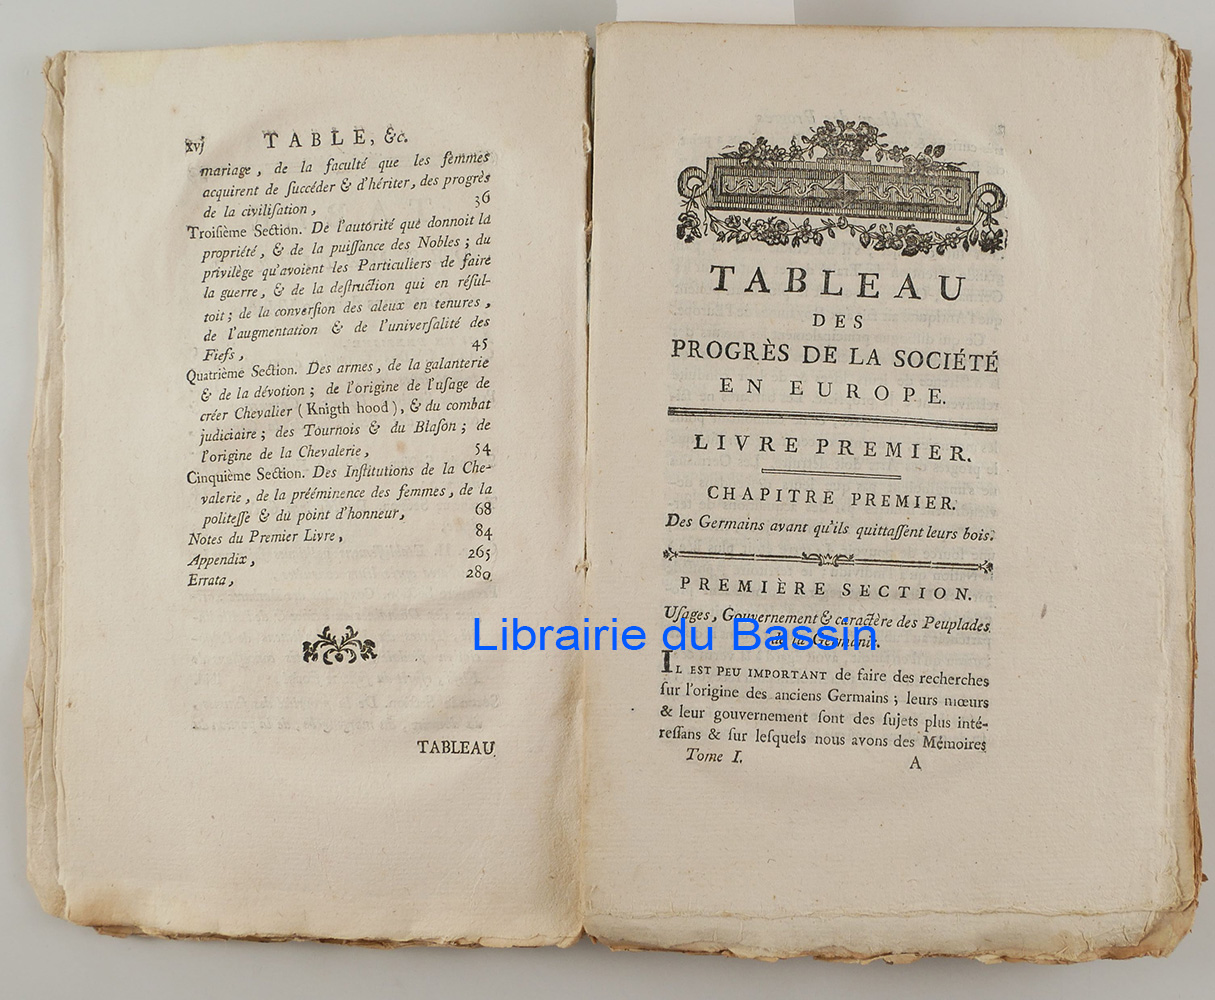 xvj TABLE, &c.
mariage, de la faculté que les femmes
acquirent de ſuccéder & d'hériter, des progrès
de la civiliſation, 36
Troiſième Section. De l'autorité que donnoit la
propriété, & de la puiſſance des Nobles ; du
privilège qu'avoient les Particuliers de faire
la guerre, & de la deſtruction qui en réſul-
toit ; de la converſion des aleux en tenures,
de l'augmentation & de l'univerſalité des
Fiefs, 45
Quatrième Section. Des armes, de la galanterie
& de la dévotion ; de l'origine de l'uſage de
créer Chevalier (Knigth hood), & du combat
judiciaire ; des Tournois & du Blaſon ; de
l'origine de la Chevalerie, 54
Cinquième Section. Des Inſtitutions de la Che-
valerie, de la prééminence des femmes, de la
politeſſe & du point d'honneur, 68
Notes du Premier Livre, 84
Appendix, 265
Errata, 280
TABLEAU
TABLEAU
DES
PROGRÈS DE LA SOCIÉTÉ
EN EUROPE.
LIVRE PREMIER.
CHAPITRE PREMIER.
Des Germains avant qu'ils quittaſſent leurs bois.
PREMIÈRE SECTION.
Uſages, Gouvernement & caractère des Peuplades
de la Germanie.
IL EST PEU IMPORTANT de faire des recherches
ſur l'origine des anciens Germains ; leurs mœurs
& leur gouvernement ſont des ſujets plus inté-
reſſans & ſur leſquels nous avons des Mémoires
Tome I. A
Librairie du Bassin